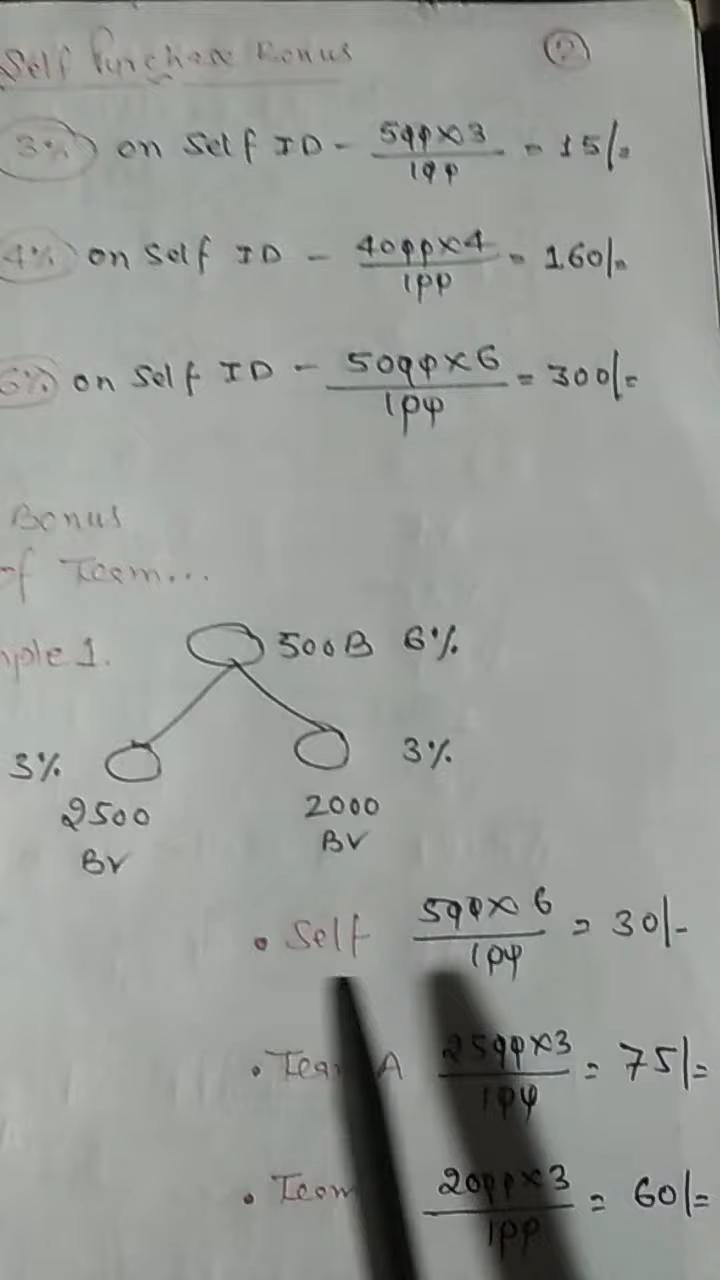 Self Purchase Bonus 2
3% on Self ID - 500×3/100 = 15/=
4% on Self ID - 4000×4/100 = 160/=
6% on Self ID - 5000×6/100 = 300/=
Bonus
of Team...
mple 1. 500B 6%
3% 3%
2500 2000
BV BV
• Self 500×6/100 = 30/-
• Team A 2500×3/100 = 75/=
• Team 2000×3/100 = 60/=